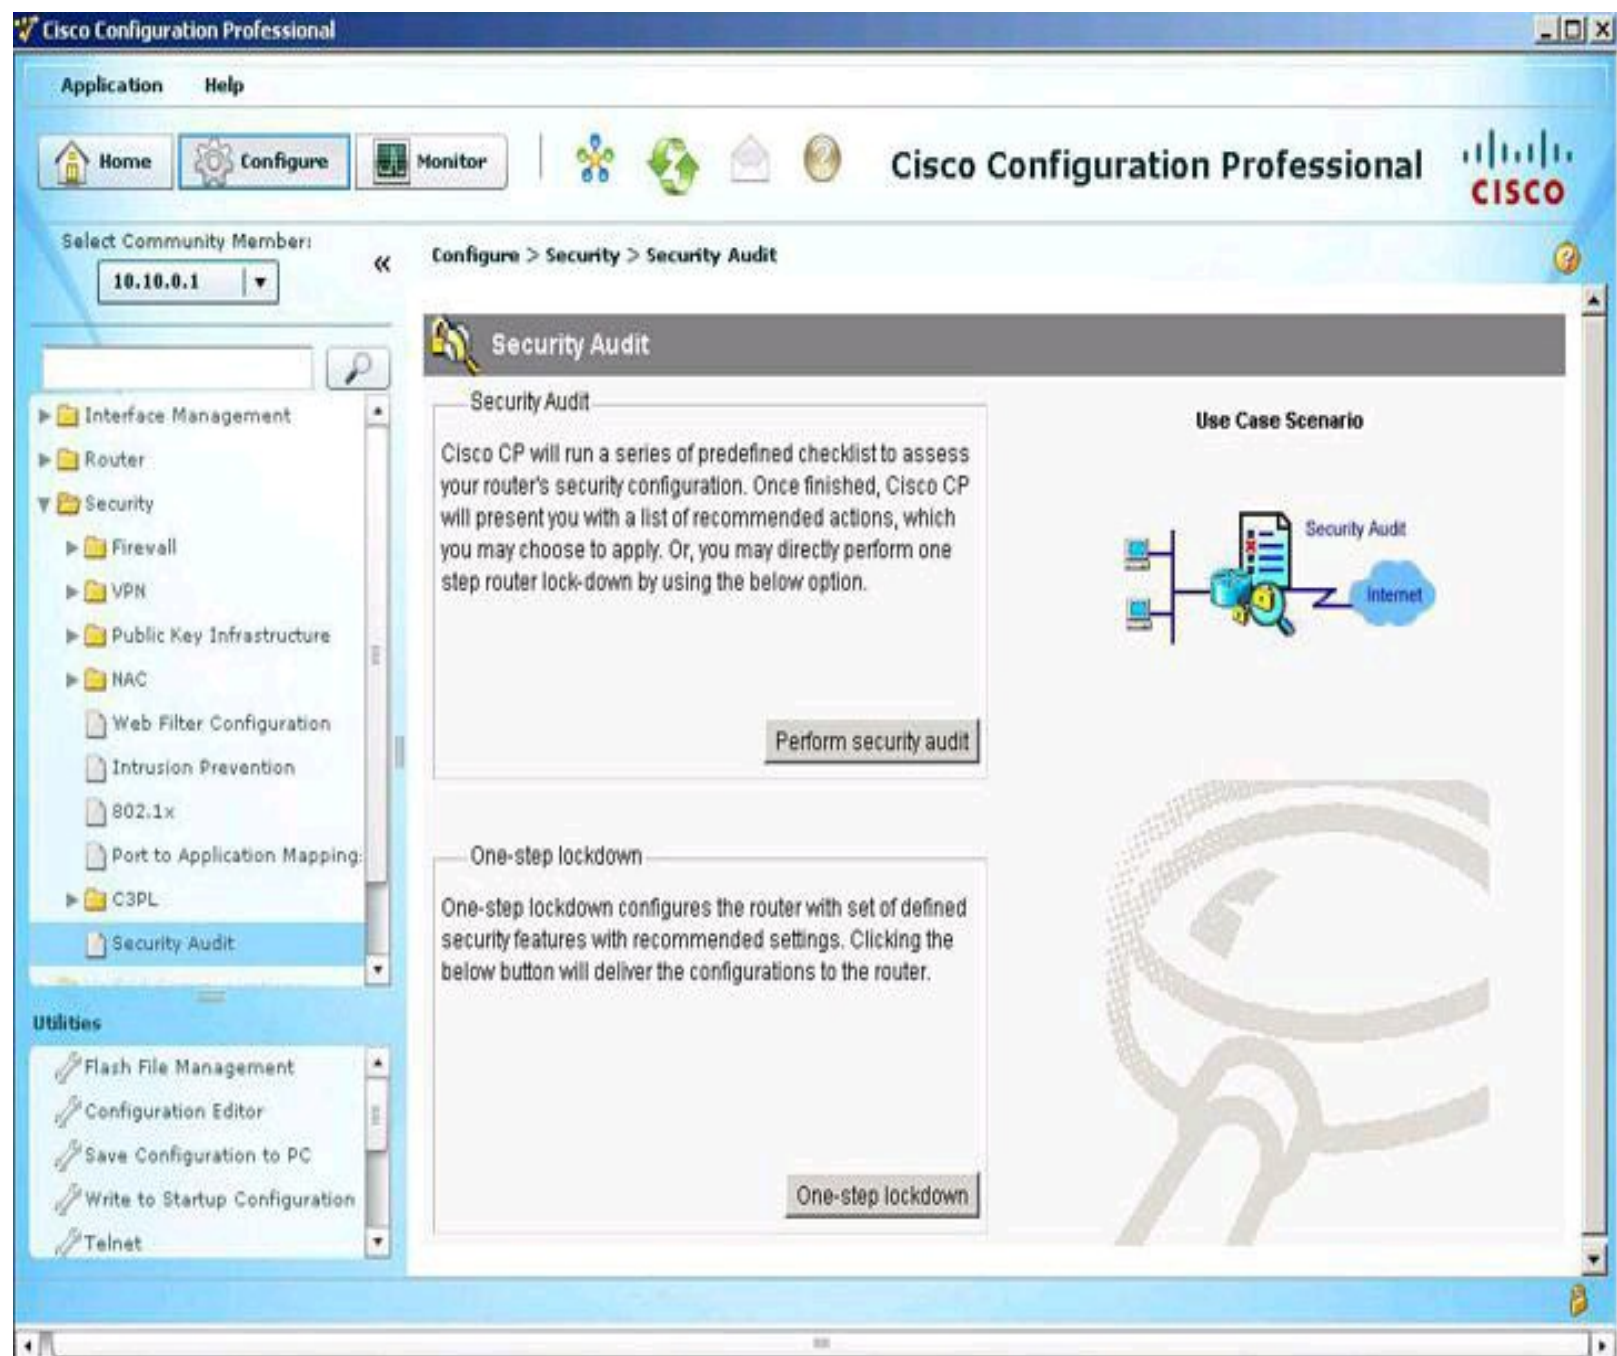 Cisco Configuration Professional
Application Help
Home Configure Monitor
Cisco Configuration Professional
CISCO
Select Community Member:
10.10.0.1
«
Configure > Security > Security Audit
Interface Management
Router
Security
Firewall
VPN
Public Key Infrastructure
NAC
Web Filter Configuration
Intrusion Prevention
802.1x
Port to Application Mapping
C3PL
Security Audit
Utilities
Flash File Management
Configuration Editor
Save Configuration to PC
Write to Startup Configuration
Telnet
Security Audit
Security Audit
Cisco CP will run a series of predefined checklist to assess
your router's security configuration. Once finished, Cisco CP
will present you with a list of recommended actions, which
you may choose to apply. Or, you may directly perform one
step router lock-down by using the below option.
Perform security audit
One-step lockdown
One-step lockdown configures the router with set of defined
security features with recommended settings. Clicking the
below button will deliver the configurations to the router.
One-step lockdown
Use Case Scenario
Security Audit
Internet